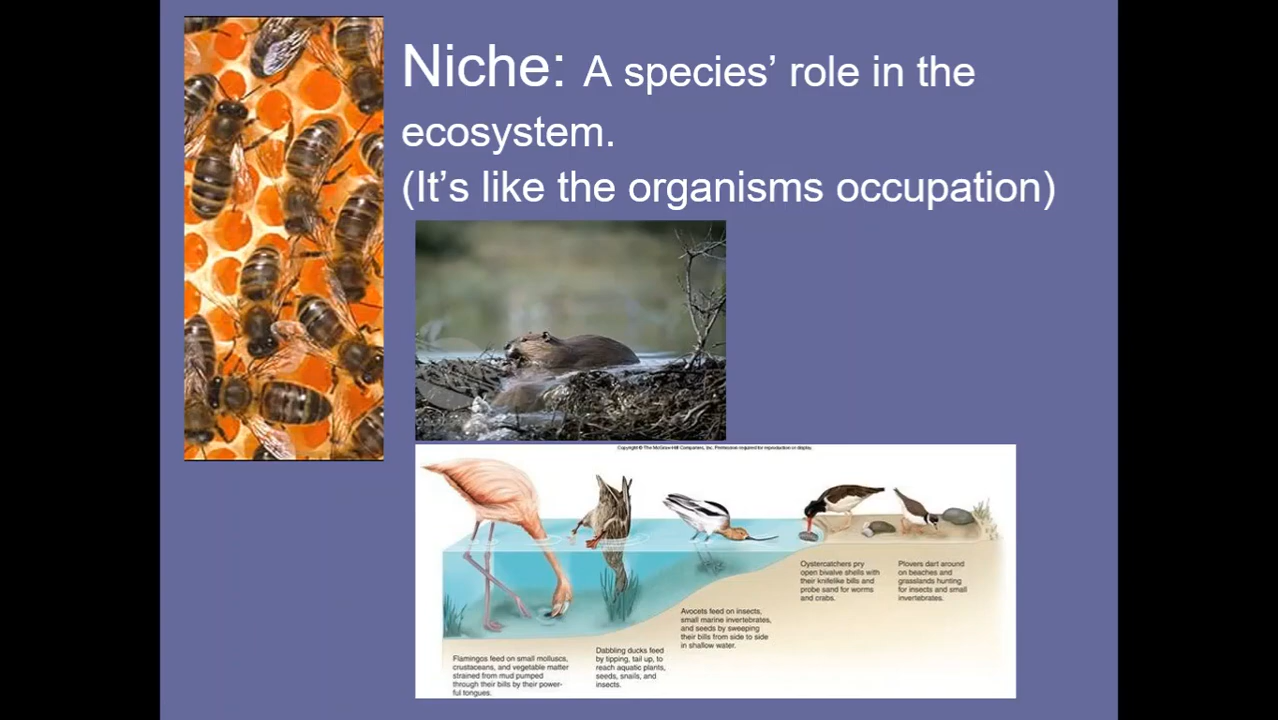 Niche: A species’ role in the
ecosystem.
(It’s like the organisms occupation)
Copyright © The McGraw-Hill Companies, Inc. Permission required for reproduction or display.
Oystercatchers pry
open bivalve shells with
their knifelike bills and
probe sand for worms
and crabs.
Plovers dart around
on beaches and
grasslands hunting
for insects and small
invertebrates.
Avocets feed on insects,
small marine invertebrates,
and seeds by sweeping
their bills from side to side
in shallow water.
Dabbling ducks feed
by tipping, tail up, to
reach aquatic plants,
seeds, snails, and
insects.
Flamingos feed on small molluscs,
crustaceans, and vegetable matter
strained from mud pumped
through their bills by their power-
ful tongues.